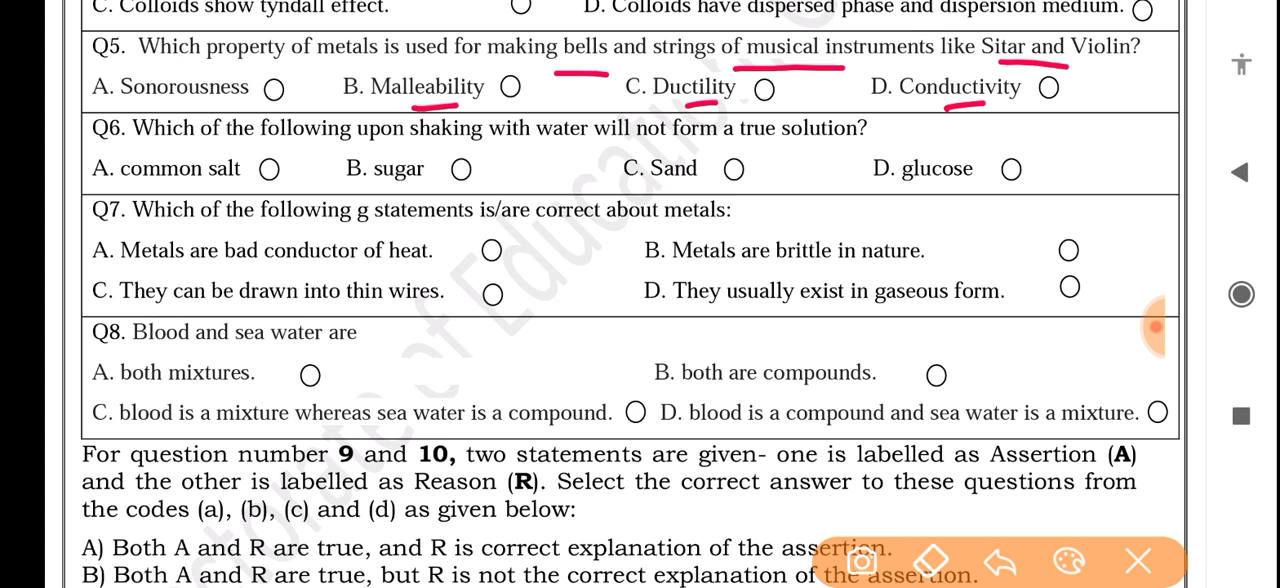 C. Colloids show tyndall effect. D. Colloids have dispersed phase and dispersion medium.
Q5. Which property of metals is used for making bells and strings of musical instruments like Sitar and Violin?
A. Sonorousness B. Malleability C. Ductility D. Conductivity
Q6. Which of the following upon shaking with water will not form a true solution?
A. common salt B. sugar C. Sand D. glucose
Q7. Which of the following g statements is/are correct about metals:
A. Metals are bad conductor of heat. B. Metals are brittle in nature.
C. They can be drawn into thin wires. D. They usually exist in gaseous form.
Q8. Blood and sea water are
A. both mixtures. B. both are compounds.
C. blood is a mixture whereas sea water is a compound. D. blood is a compound and sea water is a mixture.
For question number 9 and 10, two statements are given- one is labelled as Assertion (A)
and the other is labelled as Reason (R). Select the correct answer to these questions from
the codes (a), (b), (c) and (d) as given below:
A) Both A and R are true, and R is correct explanation of the assertion.
B) Both A and R are true, but R is not the correct explanation of the assertion.